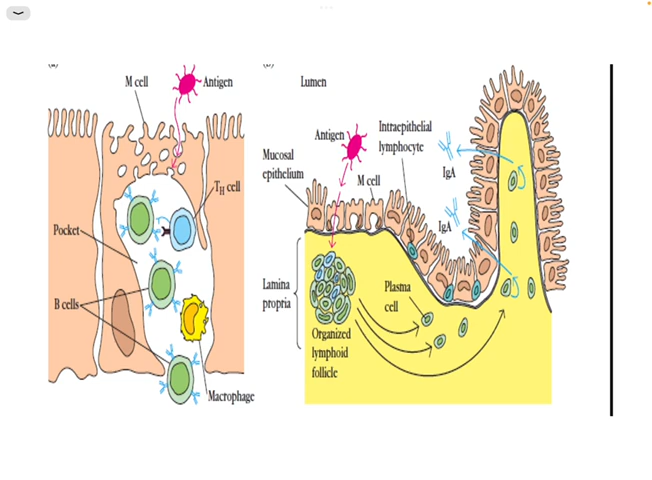 M cell
Antigen
TH cell
Pocket
B cells
Macrophage
Lumen
Antigen
Intraepithelial
lymphocyte
Mucosal
epithelium
M cell
IgA
IgA
Lamina
propria
Plasma
cell
Organized
lymphoid
follicle